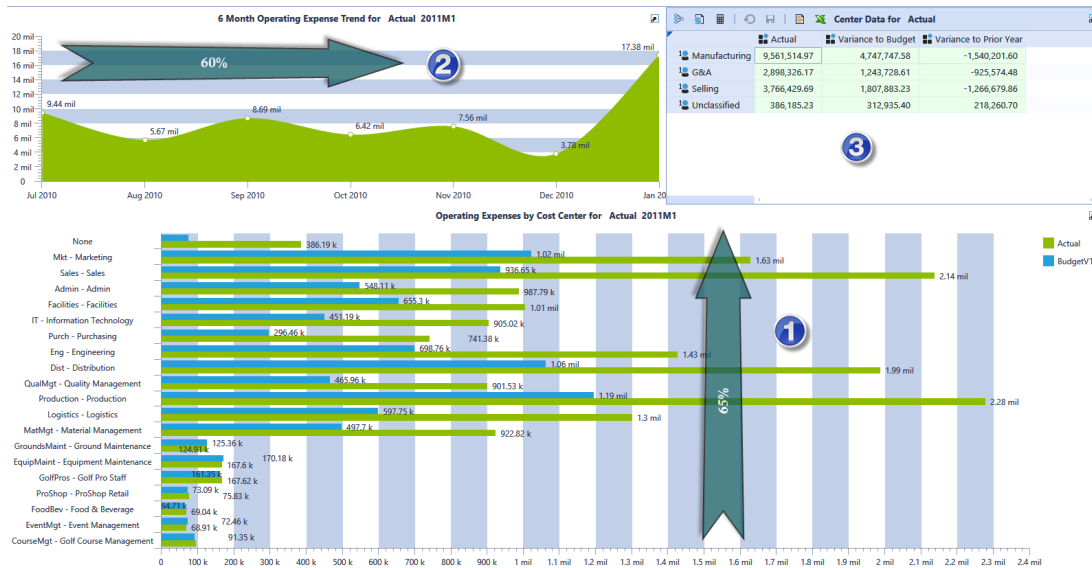 6 Month Operating Expense Trend for Actual 2011M1
20 mil
18 mil
16 mil
14 mil
12 mil
10 mil
8 mil
6 mil
4 mil
2 mil
0
60%
2
9.44 mil
5.67 mil
8.69 mil
6.42 mil
7.56 mil
3.78 mil
17.38 mil
Jul 2010 Aug 2010 Sep 2010 Oct 2010 Nov 2010 Dec 2010 Jan 20
Center Data for Actual
Actual Variance to Budget Variance to Prior Year
Manufacturing 9,561,514.97 4,747,747.58 -1,540,201.60
G&A 2,898,326.17 1,243,728.61 -925,574.48
Selling 3,766,429.69 1,807,883.23 -1,266,679.86
Unclassified 386,185.23 312,935.40 218,260.70
3
Operating Expenses by Cost Center for Actual 2011M1
Actual
BudgetV1
None 386.19 k
Mkt - Marketing 1.02 mil 1.63 mil
Sales - Sales 936.65 k 2.14 mil
Admin - Admin 548.11 k 987.79 k
Facilities - Facilities 655.3 k 1.01 mil
IT - Information Technology 451.19 k 905.02 k
Purch - Purchasing 296.46 k 741.38 k
Eng - Engineering 698.76 k 1.43 mil
Dist - Distribution 1.06 mil 1.99 mil
QualMgt - Quality Management 465.96 k 901.53 k
Production - Production 1.19 mil 2.28 mil
Logistics - Logistics 597.75 k 1.3 mil
MatMgt - Material Management 497.7 k 922.82 k
GroundsMaint - Ground Maintenance 125.36 k 124.91 k
EquipMaint - Equipment Maintenance 170.18 k 167.6 k
GolfPros - Golf Pro Staff 161.35 k 167.62 k
ProShop - ProShop Retail 73.09 k 75.83 k
FoodBev - Food & Beverage 64.71 k 69.04 k
EventMgt - Event Management 72.46 k 68.91 k
CourseMgt - Golf Course Management 91.35 k
1
65%
0 100 k 200 k 300 k 400 k 500 k 600 k 700 k 800 k 900 k 1 mil 1.1 mil 1.2 mil 1.3 mil 1.4 mil 1.5 mil 1.6 mil 1.7 mil 1.8 mil 1.9 mil 2 mil 2.1 mil 2.2 mil 2.3 mil 2.4 mil